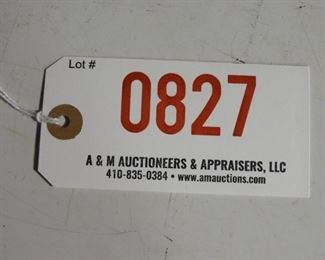 Lot #
0827
A & M AUCTIONEERS & APPRAISERS, LLC
410-835-0384 • www.amauctions.com